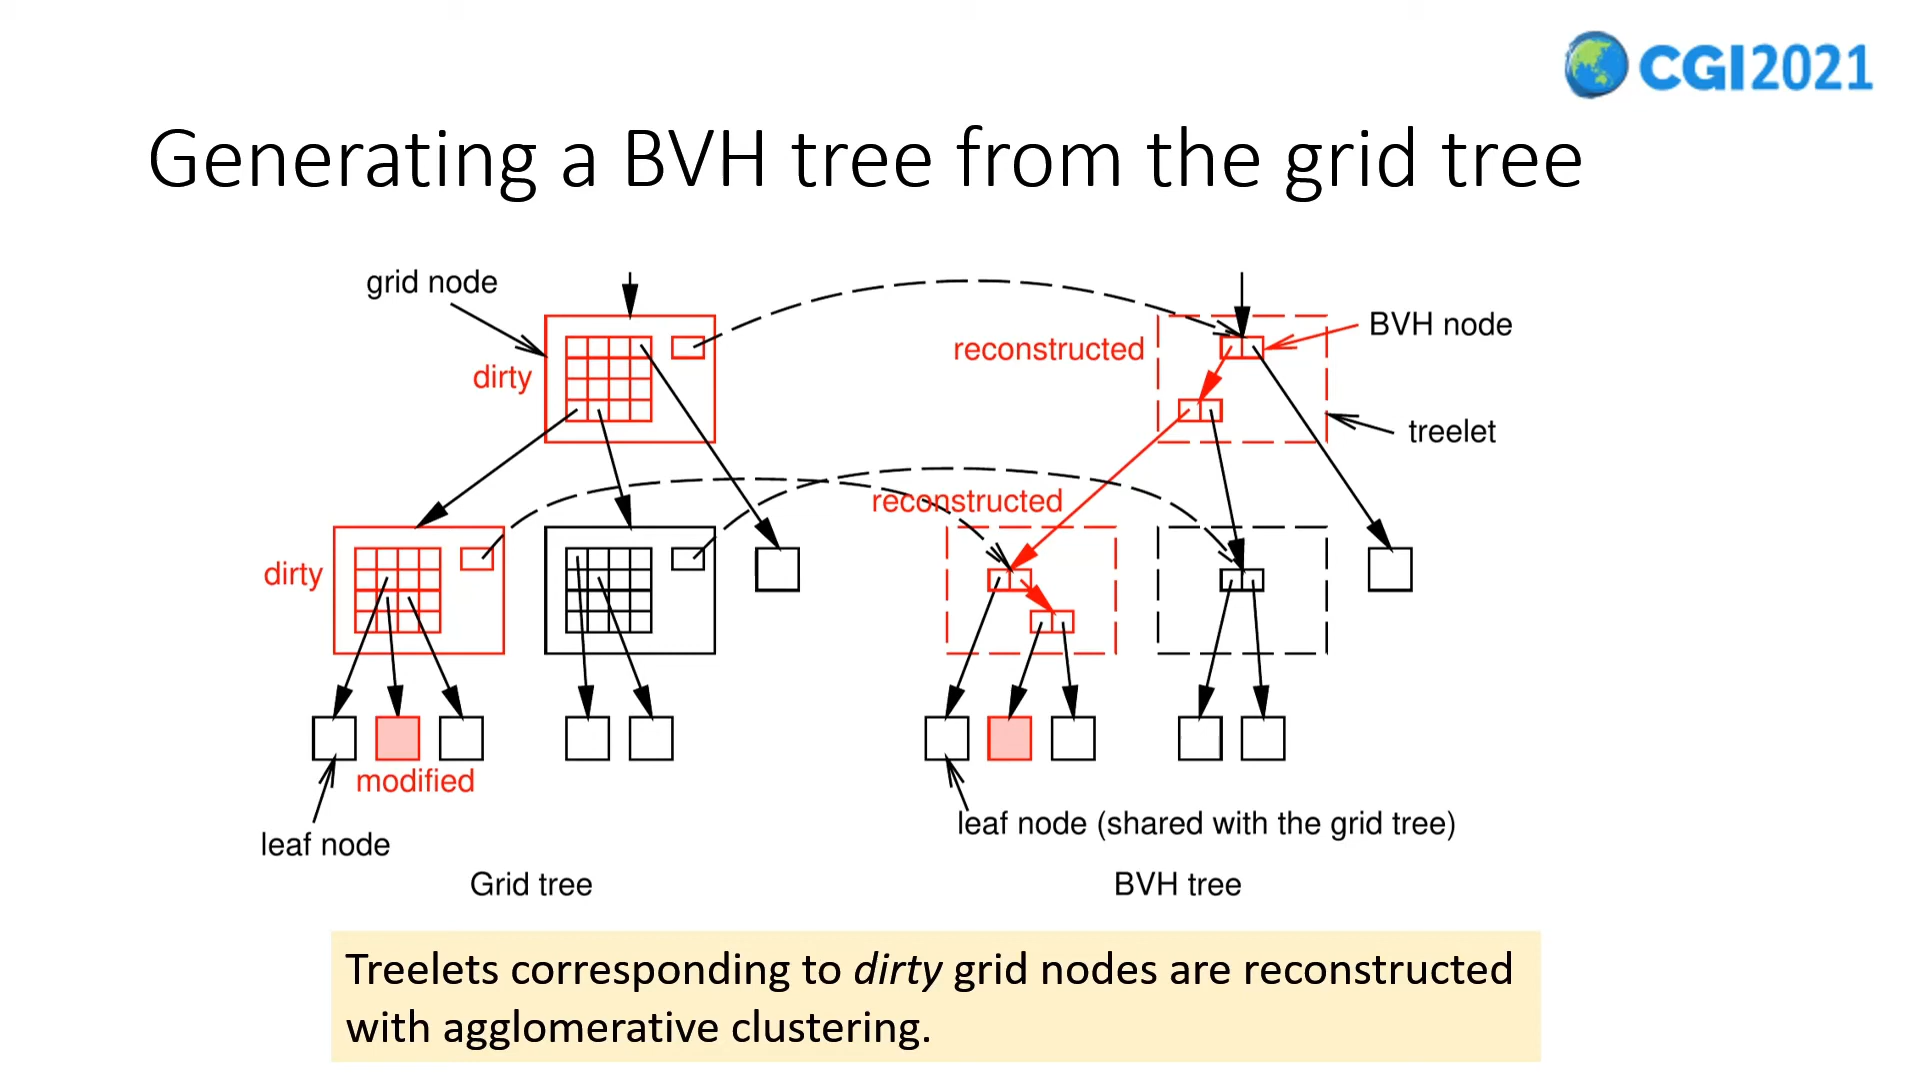 CGI2021
Generating a BVH tree from the grid tree
grid node
BVH node
reconstructed
dirty
treelet
reconstructed
dirty
modified
leaf node (shared with the grid tree)
leaf node
Grid tree
BVH tree
Treelets corresponding to dirty grid nodes are reconstructed
with agglomerative clustering.